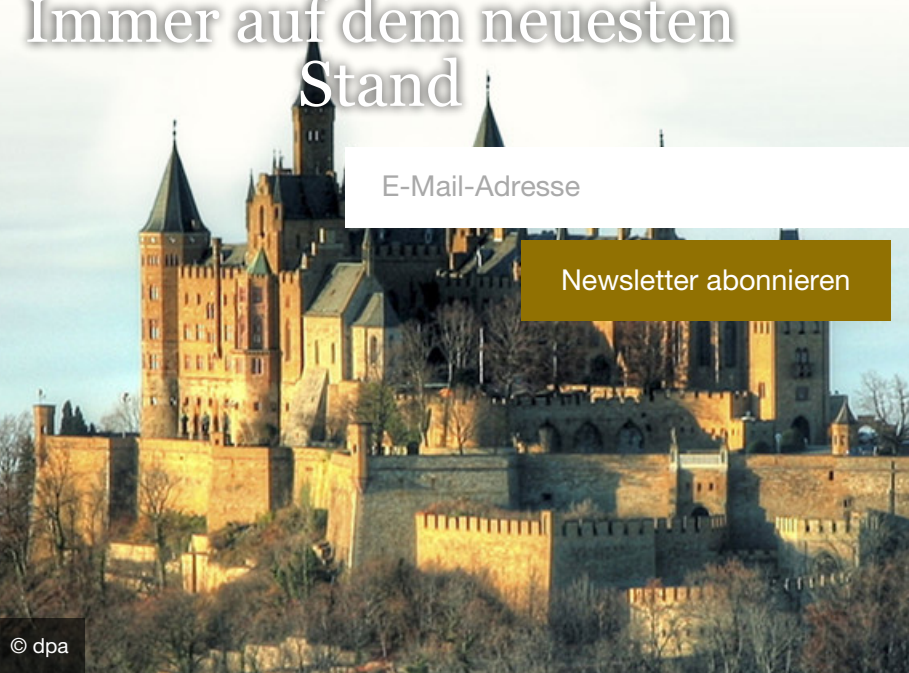 Immer auf dem neuesten
Stand
E-Mail-Adresse
Newsletter abonnieren
© dpa